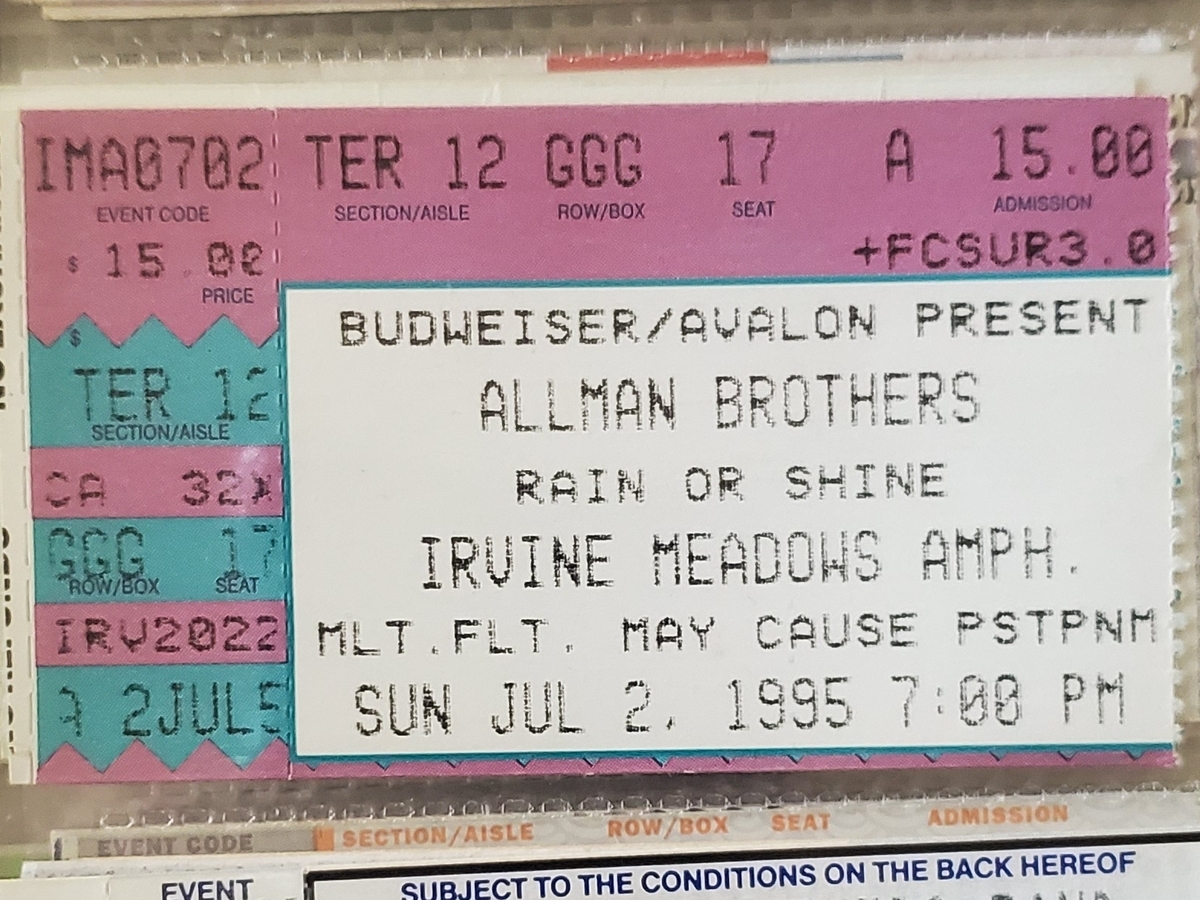 IMA0702 TER 12 GGG 17 A 15.00
EVENT CODE SECTION/AISLE ROW/BOX SEAT ADMISSION
$ 15.00 +FCSUR3.0
PRICE
$
TER 12
SECTION/AISLE
CA 32X
GGG 17
ROW/BOX SEAT
IRV2022
A 2JUL5
BUDWEISER/AVALON PRESENT
ALLMAN BROTHERS
RAIN OR SHINE
IRVINE MEADOWS AMPH.
MLT.FLT. MAY CAUSE PSTPNM
SUN JUL 2, 1995 7:00 PM
EVENT CODE SECTION/AISLE ROW/BOX SEAT ADMISSION
EVENT SUBJECT TO THE CONDITIONS ON THE BACK HEREOF